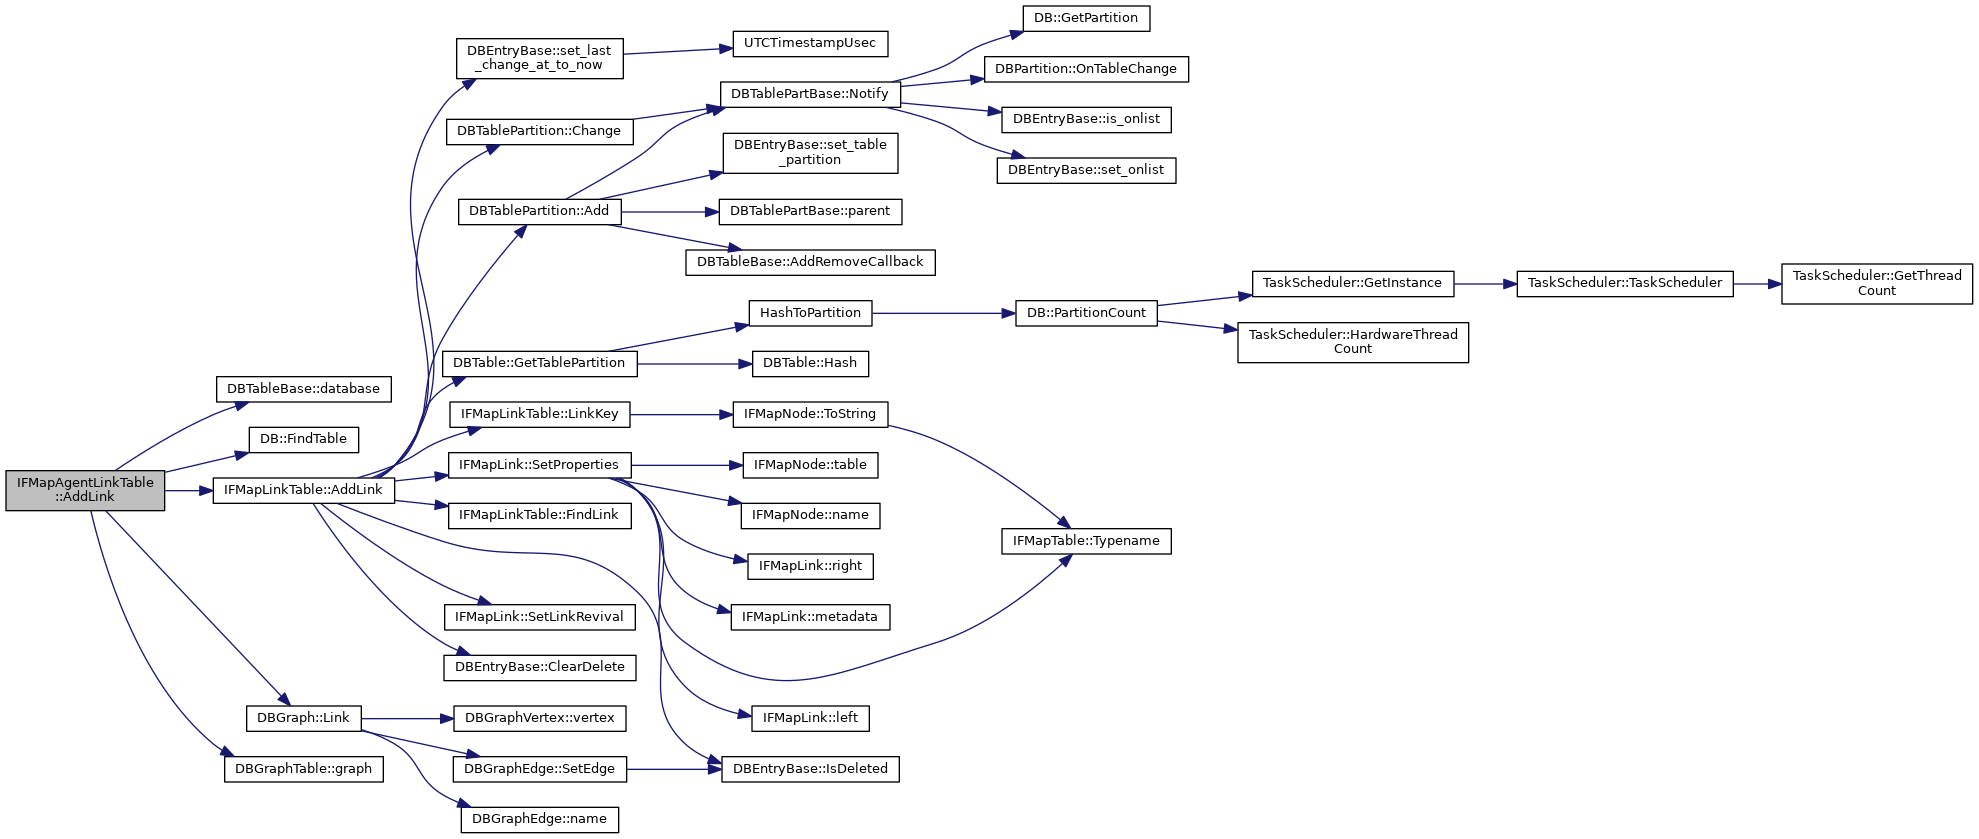 IFMapAgentLinkTable
::AddLink
DBTableBase::database
DB::FindTable
IFMapLinkTable::AddLink
DBGraph::Link
DBGraphTable::graph
DBEntryBase::set_last
_change_at_to_now
DBTablePartition::Change
DBTablePartition::Add
DBTable::GetTablePartition
IFMapLinkTable::LinkKey
IFMapLink::SetProperties
IFMapLinkTable::FindLink
IFMapLink::SetLinkRevival
DBEntryBase::ClearDelete
DBGraphVertex::vertex
DBGraphEdge::SetEdge
DBGraphEdge::name
UTCTimestampUsec
DBTablePartBase::Notify
DBEntryBase::set_table
_partition
DBTablePartBase::parent
DBTableBase::AddRemoveCallback
HashToPartition
DBTable::Hash
IFMapNode::ToString
IFMapNode::table
IFMapNode::name
IFMapLink::right
IFMapLink::metadata
IFMapLink::left
DBEntryBase::IsDeleted
DB::GetPartition
DBPartition::OnTableChange
DBEntryBase::is_onlist
DBEntryBase::set_onlist
DB::PartitionCount
IFMapTable::Typename
TaskScheduler::GetInstance
TaskScheduler::HardwareThread
Count
TaskScheduler::TaskScheduler
TaskScheduler::GetThread
Count